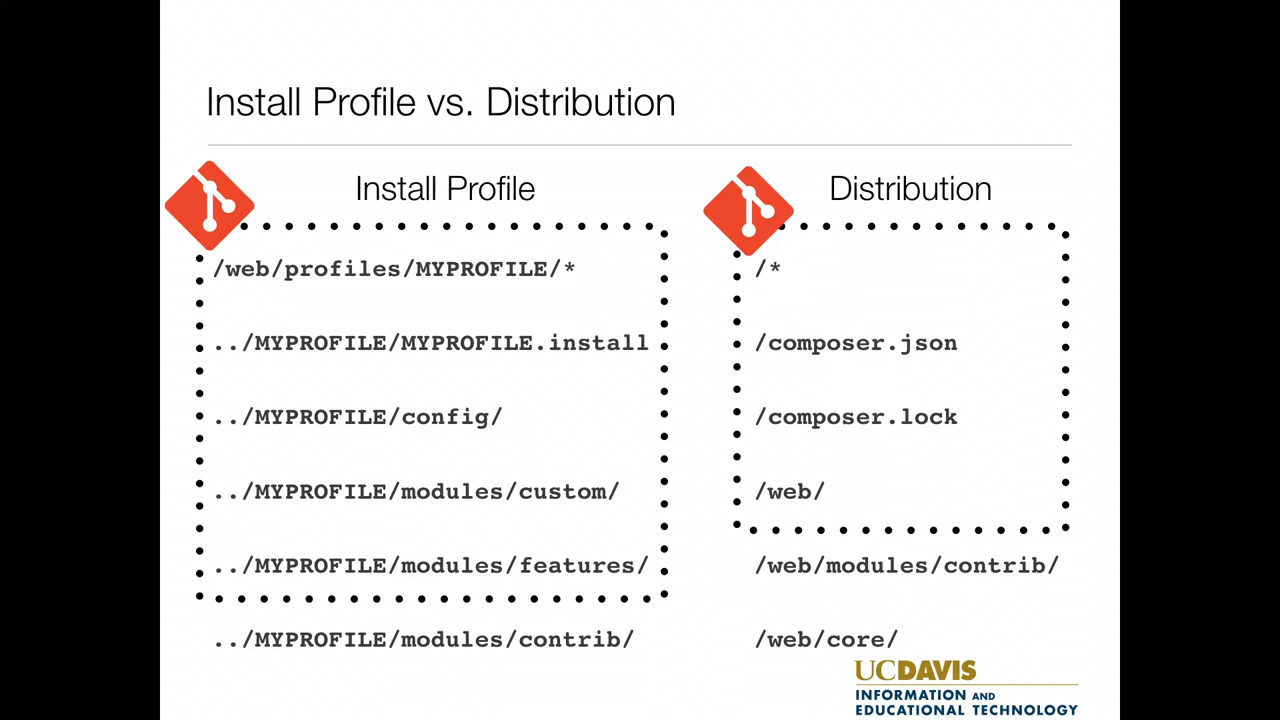 Install Profile vs. Distribution
Install Profile
/web/profiles/MYPROFILE/*
../MYPROFILE/MYPROFILE.install
../MYPROFILE/config/
../MYPROFILE/modules/custom/
../MYPROFILE/modules/features/
../MYPROFILE/modules/contrib/
Distribution
/*
/composer.json
/composer.lock
/web/
/web/modules/contrib/
/web/core/
UCDAVIS
INFORMATION AND
EDUCATIONAL TECHNOLOGY